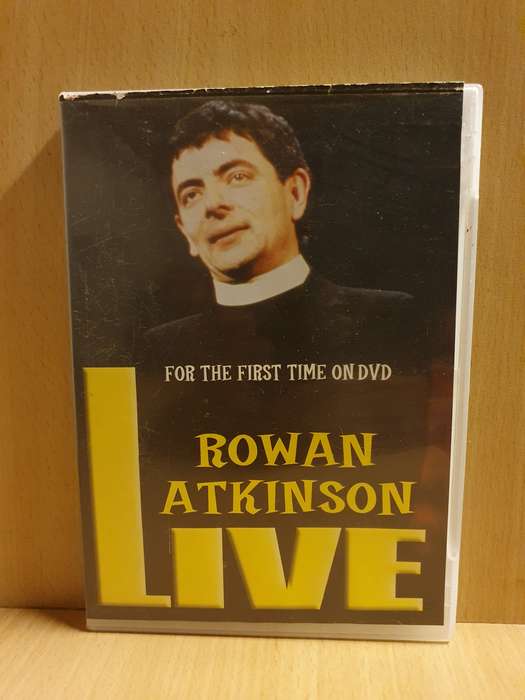 FOR THE FIRST TIME ON DVD
ROWAN
ATKINSON
LIVE